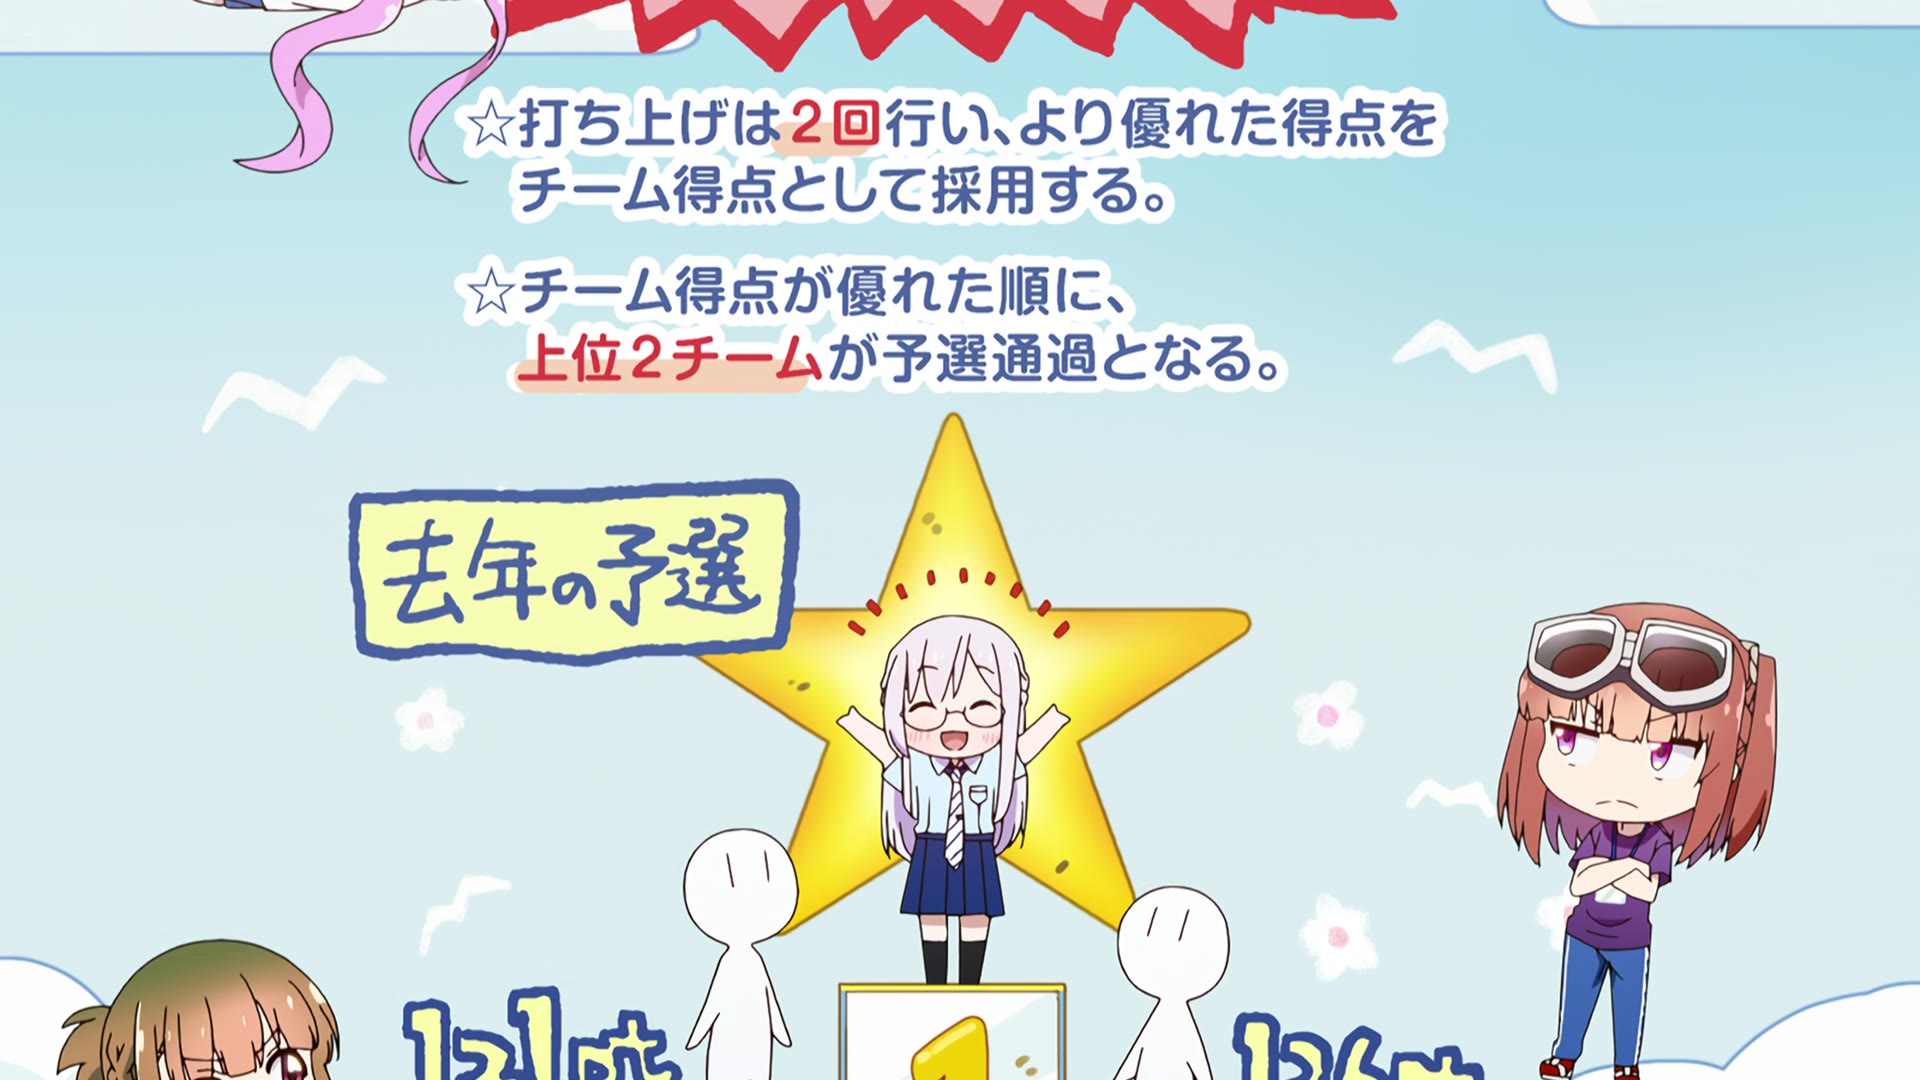 ☆打ち上げは２回行い、より優れた得点を
チーム得点として採用する。
☆チーム得点が優れた順に、
上位２チームが予選通過となる。
去年の予選
1